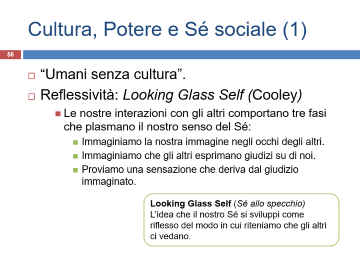 Cultura, Potere e Sé sociale (1)
56
“Umani senza cultura”.
Reflessività: Looking Glass Self (Cooley)
Le nostre interazioni con gli altri comportano tre fasi
che plasmano il nostro senso del Sé:
Immaginiamo la nostra immagine negli occhi degli altri.
Immaginiamo che gli altri esprimano giudizi su di noi.
Proviamo una sensazione che deriva dal giudizio
immaginato.
Looking Glass Self (Sé allo specchio)
L’idea che il nostro Sé si sviluppi come
riflesso del modo in cui riteniamo che gli altri
ci vedano.